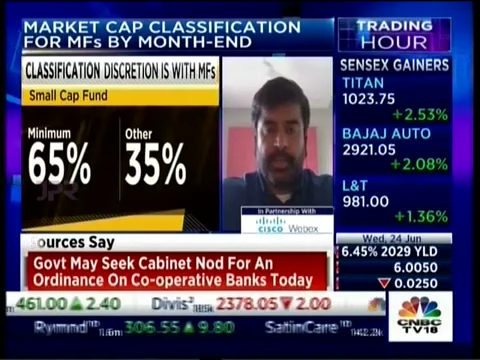 MARKET CAP CLASSIFICATION
FOR MFs BY MONTH-END
CLASSIFICATION DISCRETION IS WITH MFs
Small Cap Fund
Minimum
65%
Other
35%
In Partnership With
CISCO Webex
TRADING
HOUR
SENSEX GAINERS
TITAN
1023.75
+2.53%
BAJAJ AUTO
2921.05
+2.08%
L&T
981.00
+1.36%
Wed, 24 Jun
6.45% 2029 YLD
6.0050
▼ 0.0250
ources Say
Govt May Seek Cabinet Nod For An
Ordinance On Co-operative Banks Today
461.00 ▲ 2.40 Divis 2378.05 ▼ 2.00
306.55 ▲ 9.80
CNBC
TV18